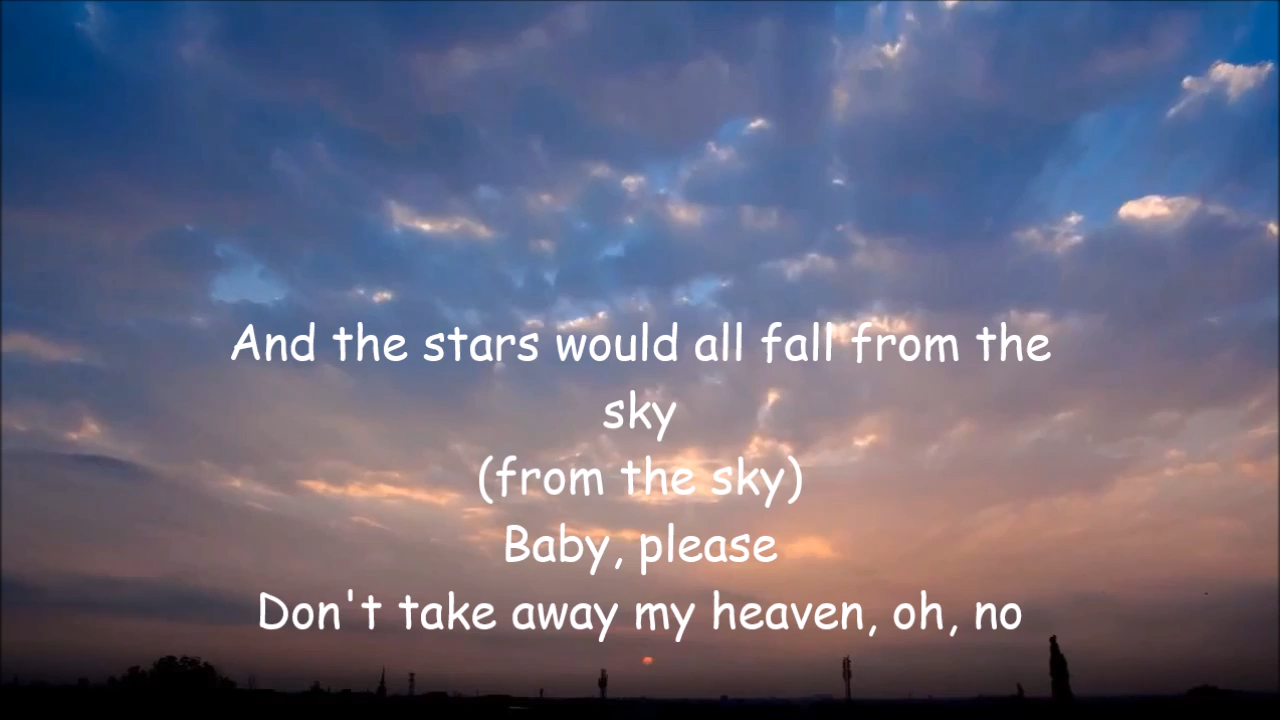 And the stars would all fall from the
sky
(from the sky)
Baby, please
Don't take away my heaven, oh, no